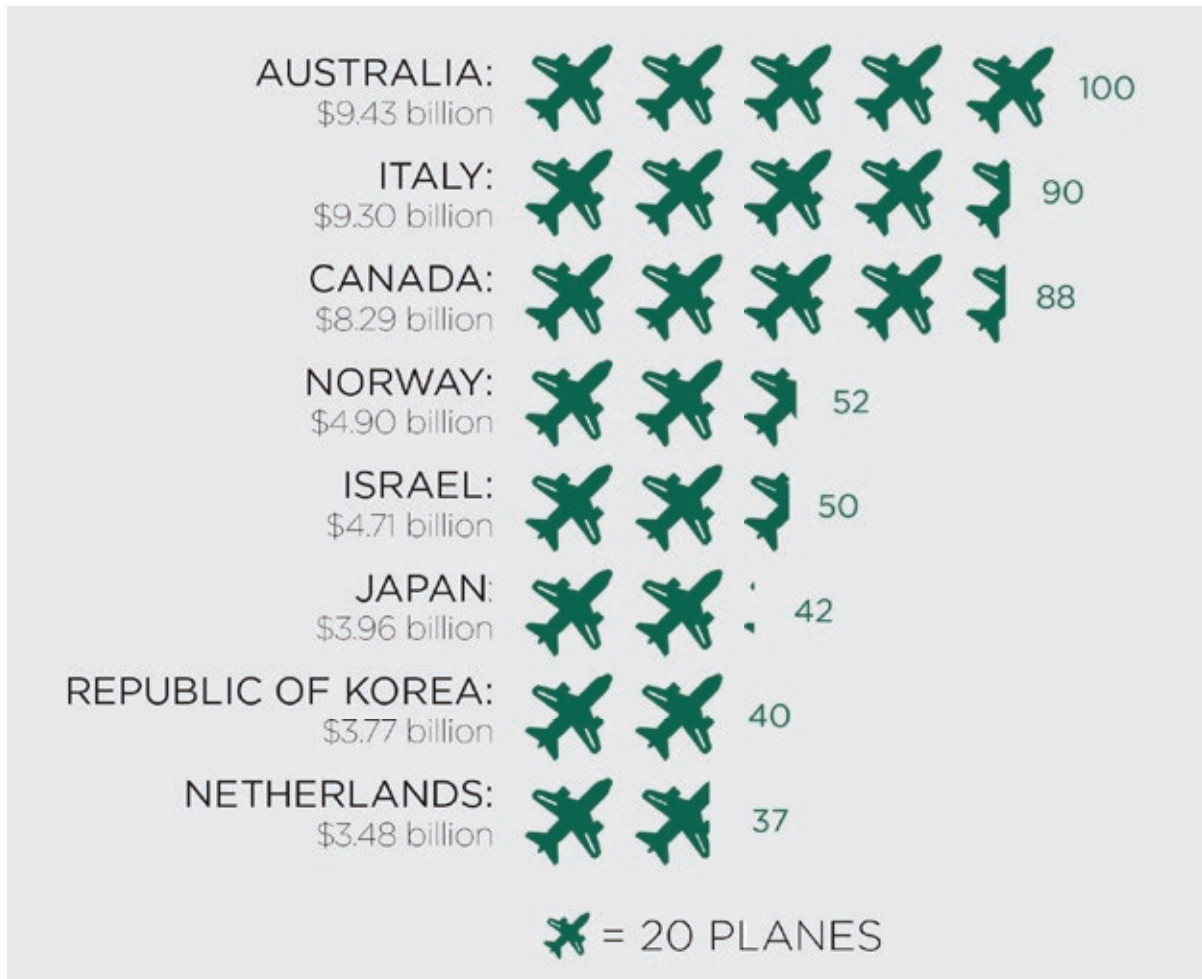 AUSTRALIA: 100
$9.43 billion
ITALY: 90
$9.30 billion
CANADA: 88
$8.29 billion
NORWAY: 52
$4.90 billion
ISRAEL: 50
$4.71 billion
JAPAN: 42
$3.96 billion
REPUBLIC OF KOREA: 40
$3.77 billion
NETHERLANDS: 37
$3.48 billion
= 20 PLANES